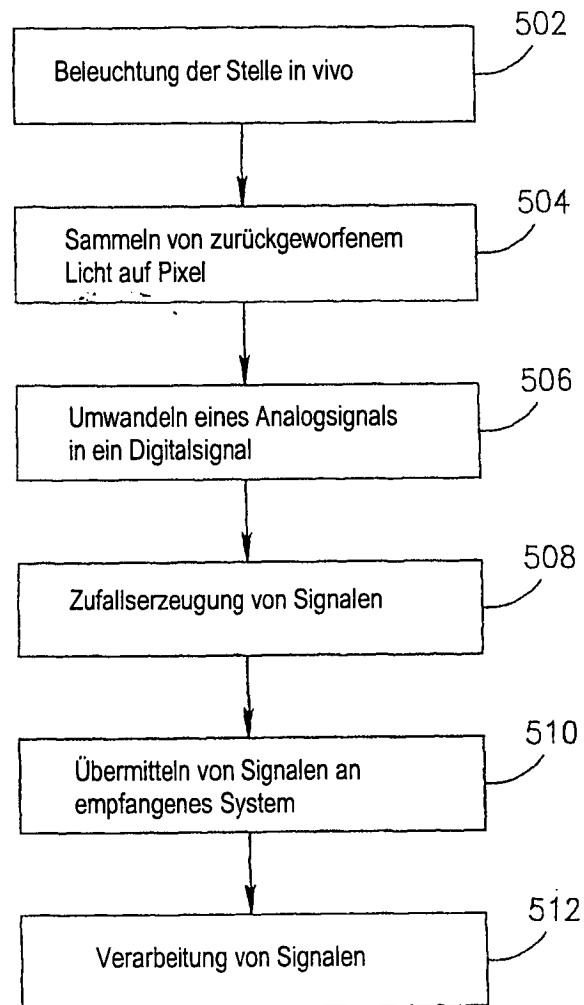 502
Beleuchtung der Stelle in vivo
504
Sammeln von zurückgeworfenem
Licht auf Pixel
506
Umwandeln eines Analogsignals
in ein Digitalsignal
508
Zufallserzeugung von Signalen
510
Übermitteln von Signalen an
empfangenes System
512
Verarbeitung von Signalen